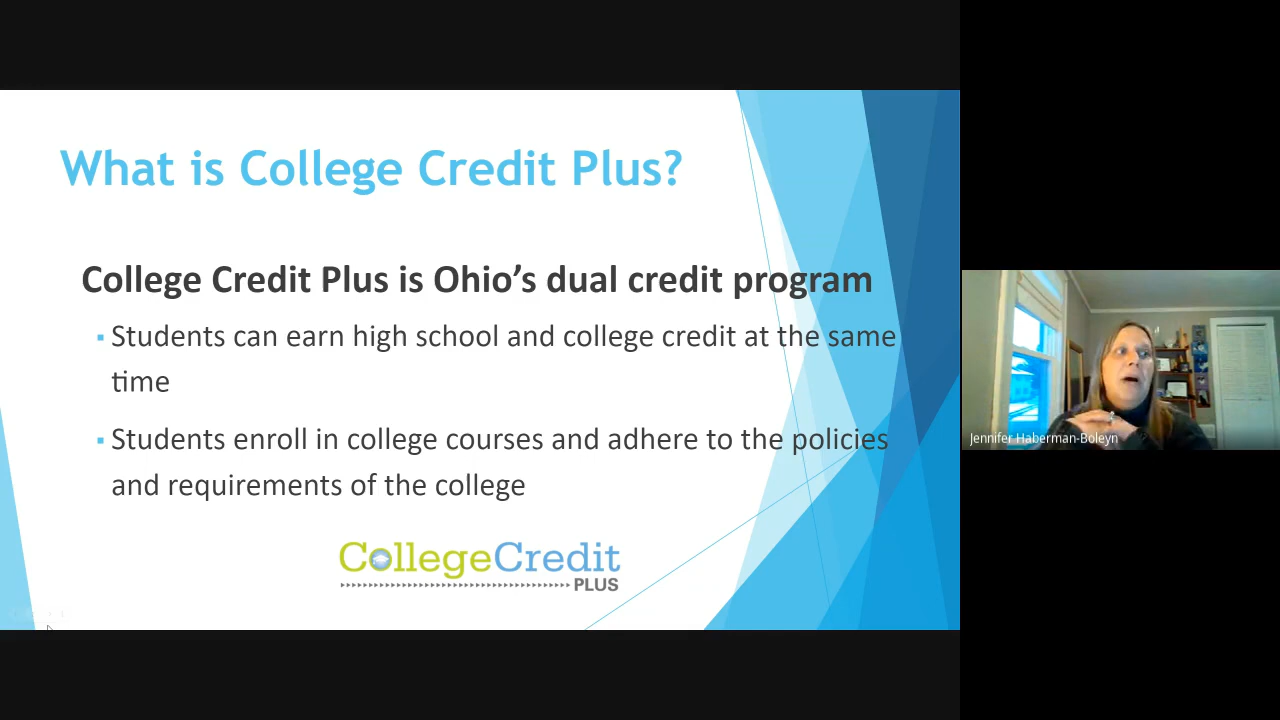 What is College Credit Plus?
College Credit Plus is Ohio’s dual credit program
▪ Students can earn high school and college credit at the same
time
▪ Students enroll in college courses and adhere to the policies
and requirements of the college
CollegeCredit
PLUS
Jennifer Haberman-Boleyn